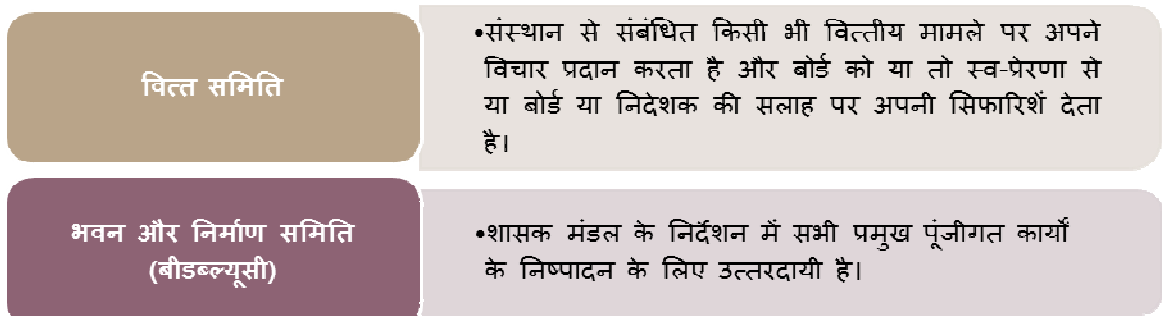 वित्त समिति
•संस्थान से संबंधित किसी भी वित्तीय मामले पर अपने
विचार प्रदान करता है और बोर्ड को या तो स्व-प्रेरणा से
या बोर्ड या निदेशक की सलाह पर अपनी सिफारिशें देता
है।
भवन और निर्माण समिति
(बीडब्ल्यूसी)
•शासक मंडल के निर्देशन में सभी प्रमुख पूंजीगत कार्यों
के निष्पादन के लिए उत्तरदायी है।